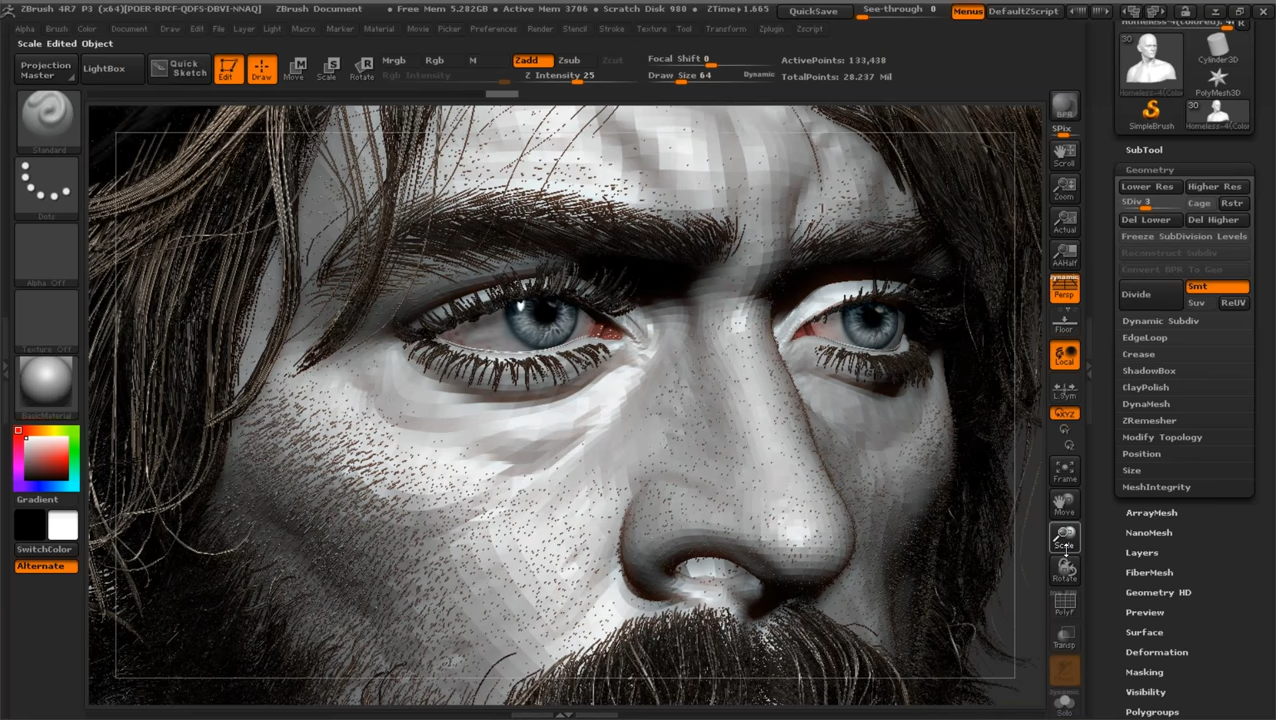 ZBrush 4R7 P3 (x64)[POER-RPCF-QDFS-DBVI-NNAQ] ZBrush Document • Free Mem 5.282GB • Active Mem 3706 • Scratch Disk 980 • ZTime▸1.665 QuickSave See-through 0 Menus DefaultZScript
Alpha Brush Color Document Draw Edit File Layer Light Macro Marker Material Movie Picker Preferences Render Stencil Stroke Texture Tool Transform Zplugin Zscript
Scale Edited Object
Projection Master
LightBox
Quick Sketch
Edit
Draw
Move
Scale
Rotate
Mrgb Rgb M
Rgb Intensity
Zadd Zsub Zcut
Z Intensity 25
Focal Shift 0
Draw Size 64 Dynamic
ActivePoints: 133,438
TotalPoints: 28.237 Mil
Standard
Dots
Alpha Off
Texture Off
BasicMaterial
Gradient
SwitchColor
Alternate
BPR
SPix
Scroll
Zoom
Actual
AAHalf
Dynamic
Persp
Floor
Local
L.Sym
XYZ
Frame
Move
Scale
Rotate
PolyF
Transp
Dynamic
Solo
R
30
Cylinder3D
PolyMesh3D
SimpleBrush
30
SubTool
Geometry
Lower Res Higher Res
SDiv 3 Cage Rstr
Del Lower Del Higher
Freeze SubDivision Levels
Reconstruct Subdiv
Convert BPR To Geo
Divide
Smt
Suv ReUV
Dynamic Subdiv
EdgeLoop
Crease
ShadowBox
ClayPolish
DynaMesh
ZRemesher
Modify Topology
Position
Size
MeshIntegrity
ArrayMesh
NanoMesh
Layers
FiberMesh
Geometry HD
Preview
Surface
Deformation
Masking
Visibility
Polygroups